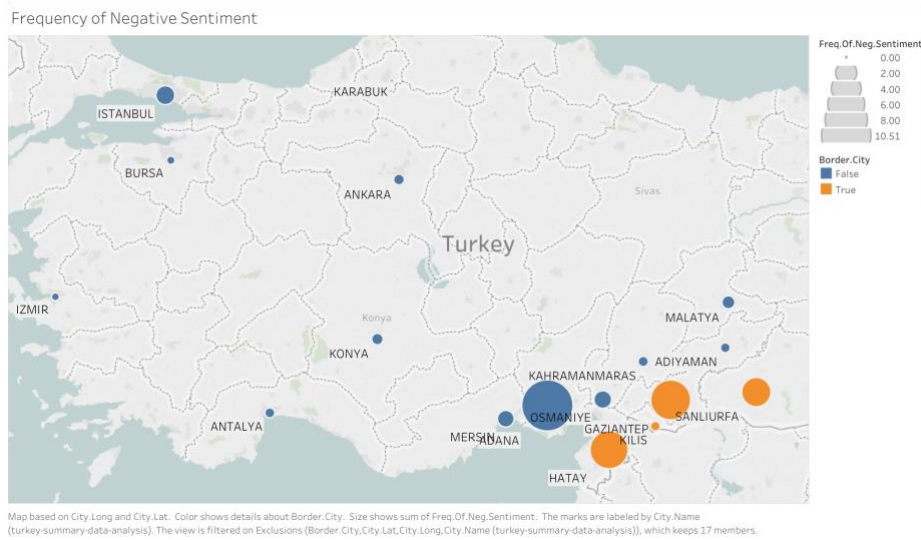 Frequency of Negative Sentiment
Freq.Of.Neg.Sentiment
0.00
2.00
4.00
6.00
8.00
10.51
Border.City
False
True
KARABUK
ISTANBUL
BURSA
ANKARA
Sivas
Turkey
IZMIR
MALATYA
Konya
KONYA
ADIYAMAN
KAHRAMANMARAS
OSMANIYE
SANLIURFA
ANTALYA
GAZIANTEP
MERSIN
ADANA
KILIS
HATAY
Map based on City.Long and City.Lat. Color shows details about Border.City. Size shows sum of Freq.Of.Neg.Sentiment. The marks are labeled by City.Name
(turkey-summary-data-analysis). The view is filtered on Exclusions (Border.City,City.Lat,City.Long,City.Name (turkey-summary-data-analysis)), which keeps 17 members.